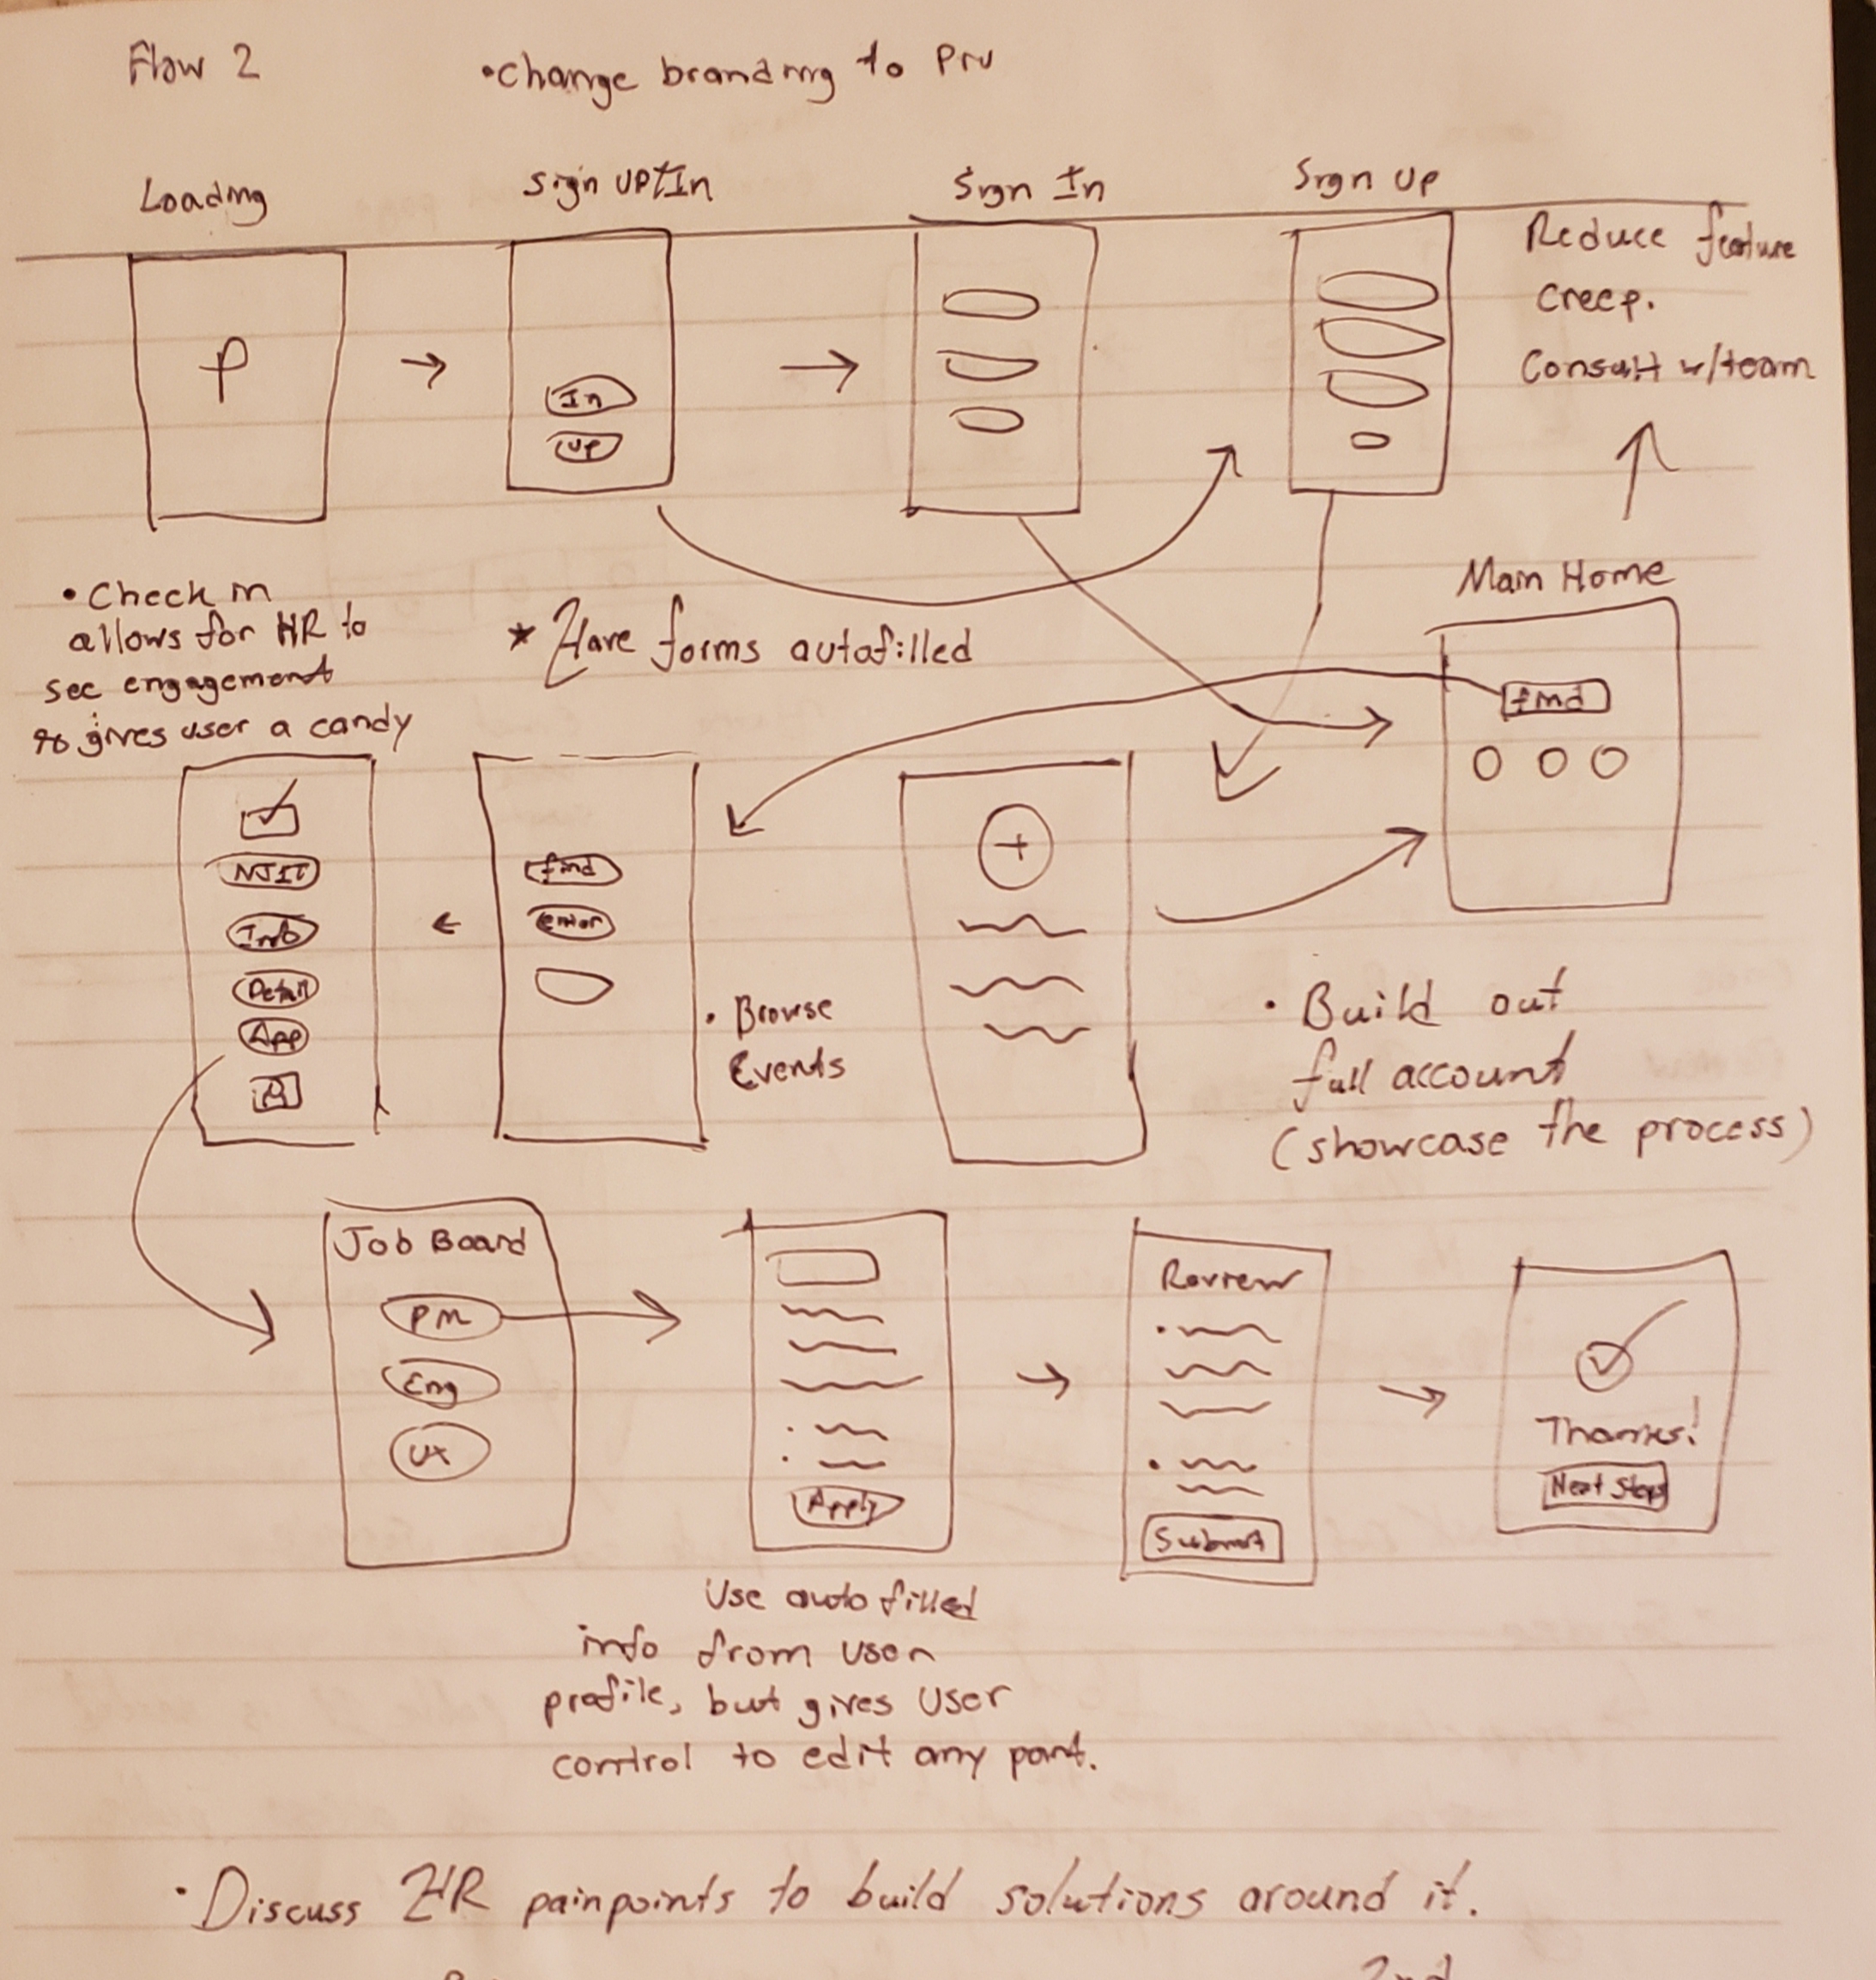 Flow 2
• Change branding to Pru
Loading
Sign Up/In
Sign In
Sign Up
P
In
Up
Reduce feature
creep.
Consult w/team
• Check in
allows for HR to
see engagement
& gives user a candy
* Have forms autofilled
Main Home
find
NJIT
Info
Detail
App
find
enter
+
• Browse
Events
• Build out
full account
(showcase the process)
Job Board
PM
Eng
UX
Apply
Review
Submit
Thanks!
Next Steps
Use autofilled
info from user
profile, but gives user
control to edit any part.
• Discuss HR painpoints to build solutions around it.
2nd